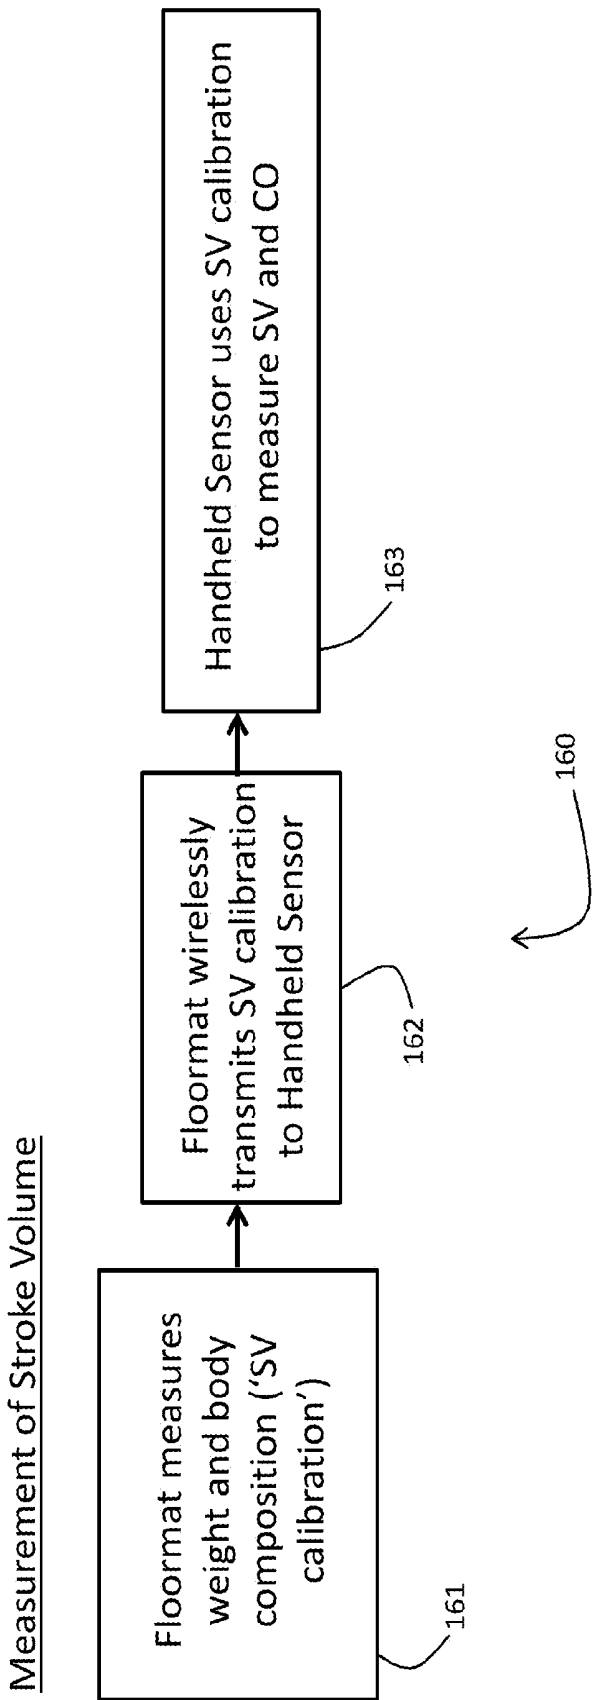 Measurement of Stroke Volume
Floormat measures
weight and body
composition (‘SV
calibration’)
161
Floormat wirelessly
transmits SV calibration
to Handheld Sensor
162
Handheld Sensor uses SV calibration
to measure SV and CO
163
160